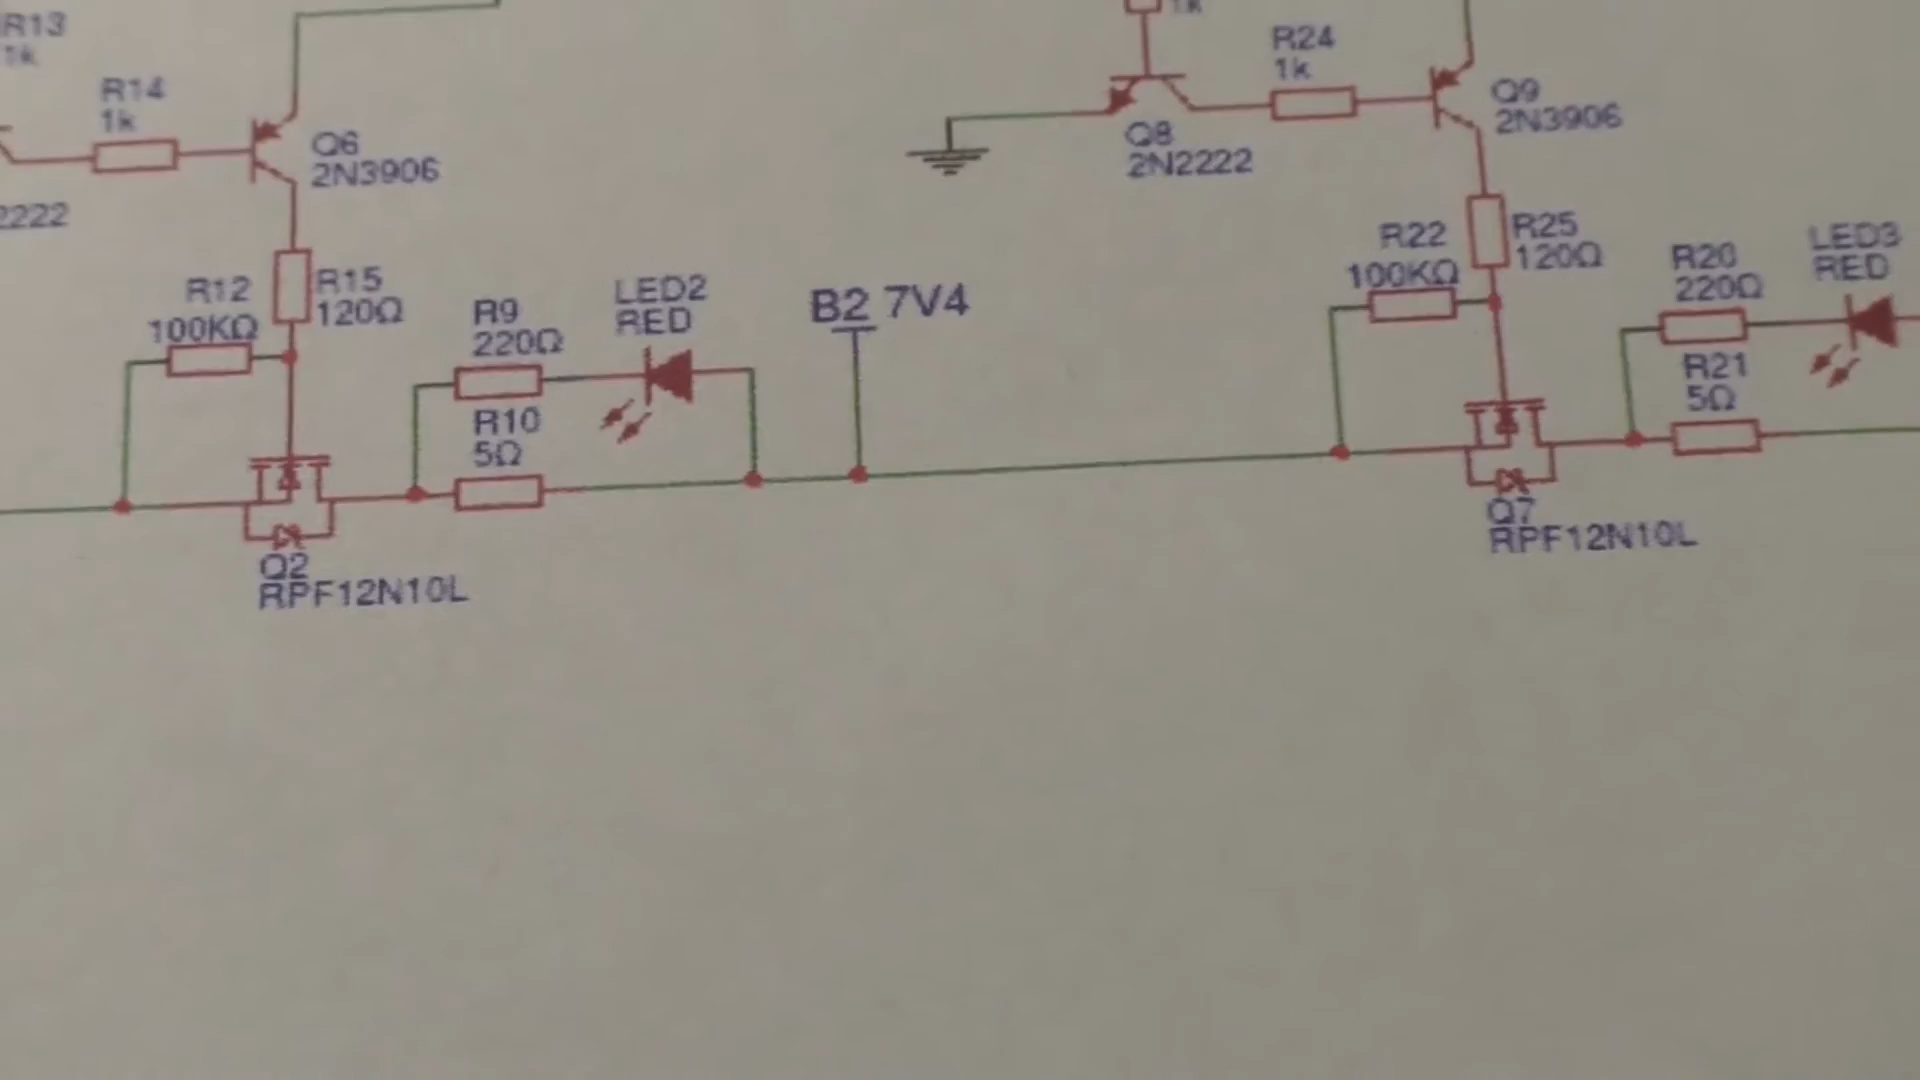 R13
1k
R14
1k
Q6
2N3906
2222
R12
100KΩ
R15
120Ω
R9
220Ω
LED2
RED
R10
5Ω
Q2
RPF12N10L
B2 7V4
1k
R24
1k
Q8
2N2222
Q9
2N3906
R22
100KΩ
R25
120Ω
R20
220Ω
LED3
RED
R21
5Ω
Q7
RPF12N10L